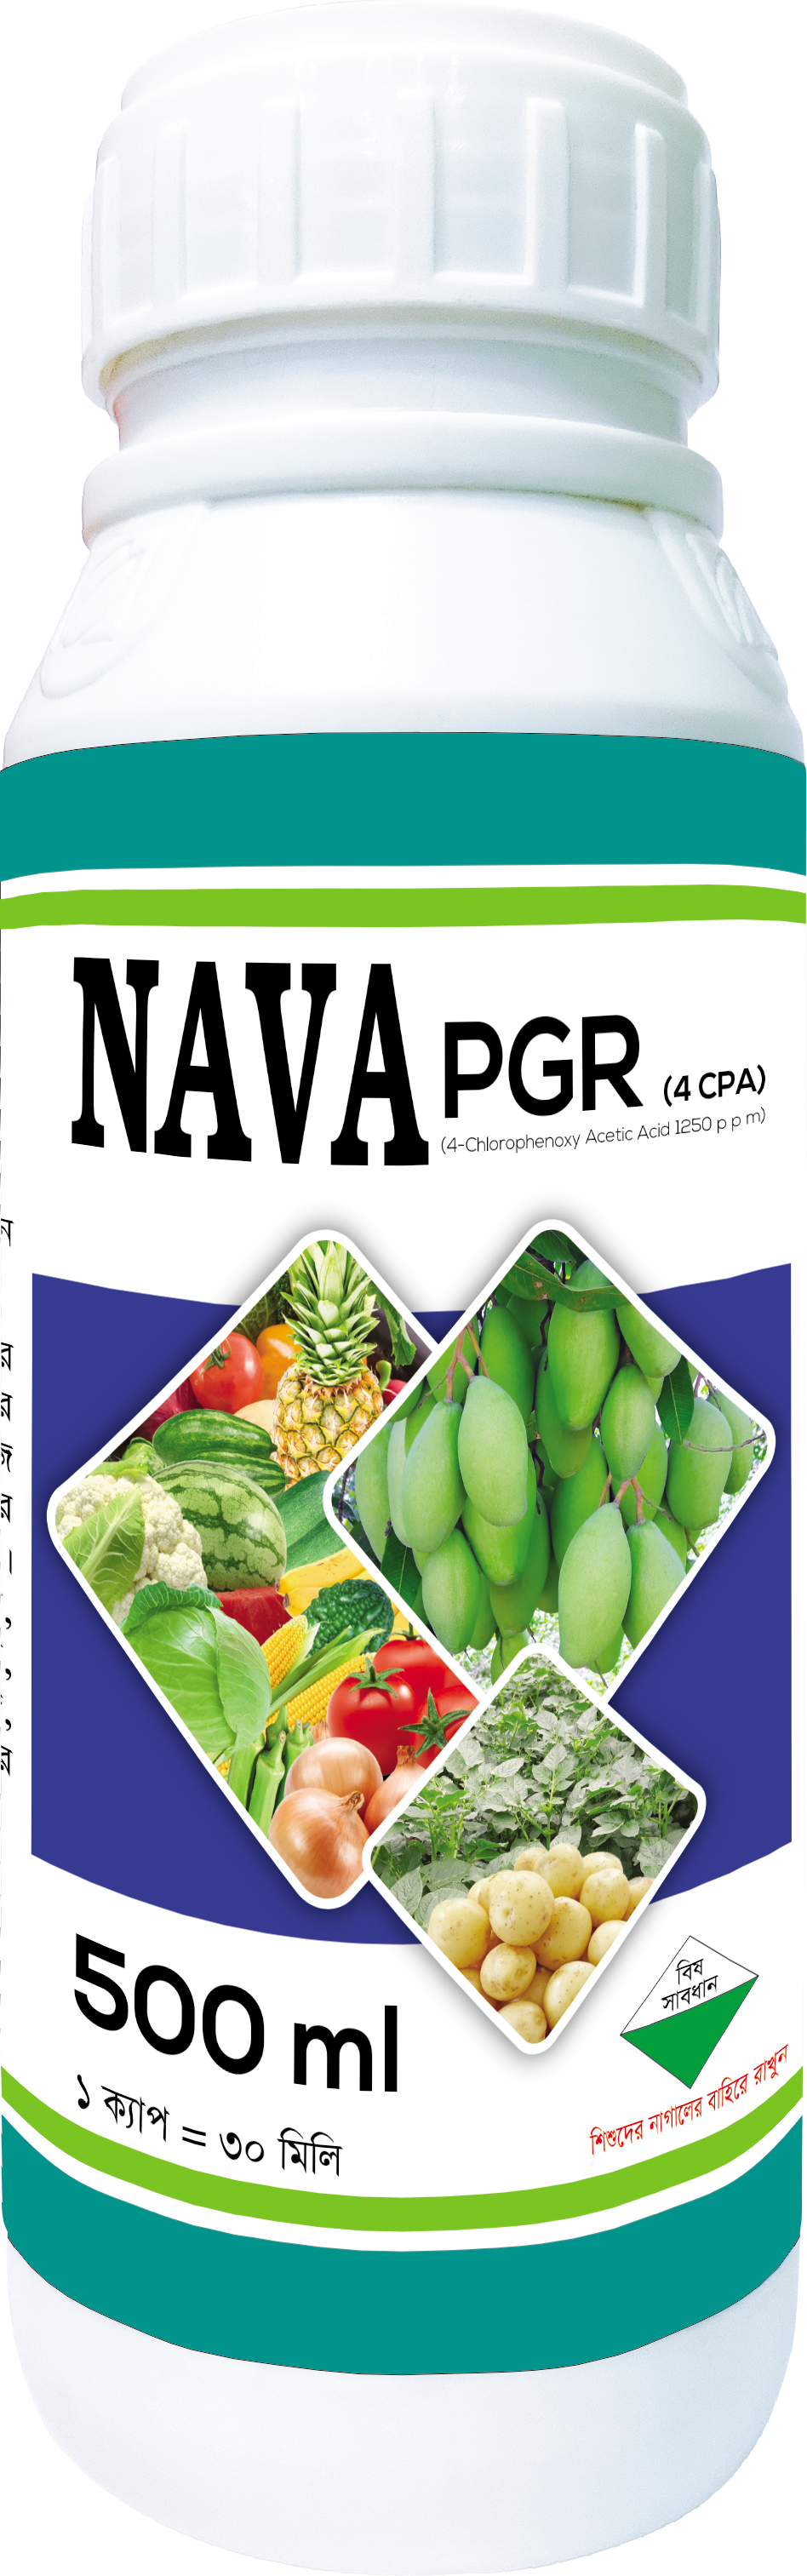 NAVA PGR (4 CPA)
(4-Chlorophenoxy Acetic Acid 1250 p p m)
500 ml
১ ক্যাপ = ৩০ মিলি
বিষ
সাবধান
শিশুদের নাগালের বাহিরে রাখুন